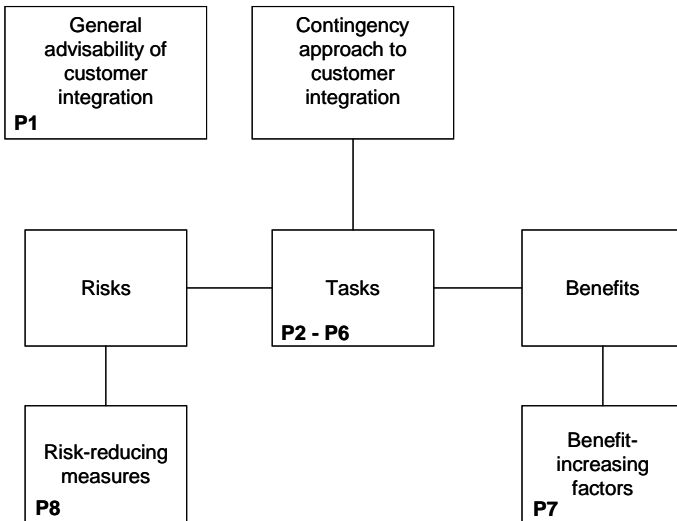 General
advisability of
customer
integration
P1
Contingency
approach to
customer
integration
Risks
Tasks
P2 - P6
Benefits
Risk-reducing
measures
P8
Benefit-
increasing
factors
P7